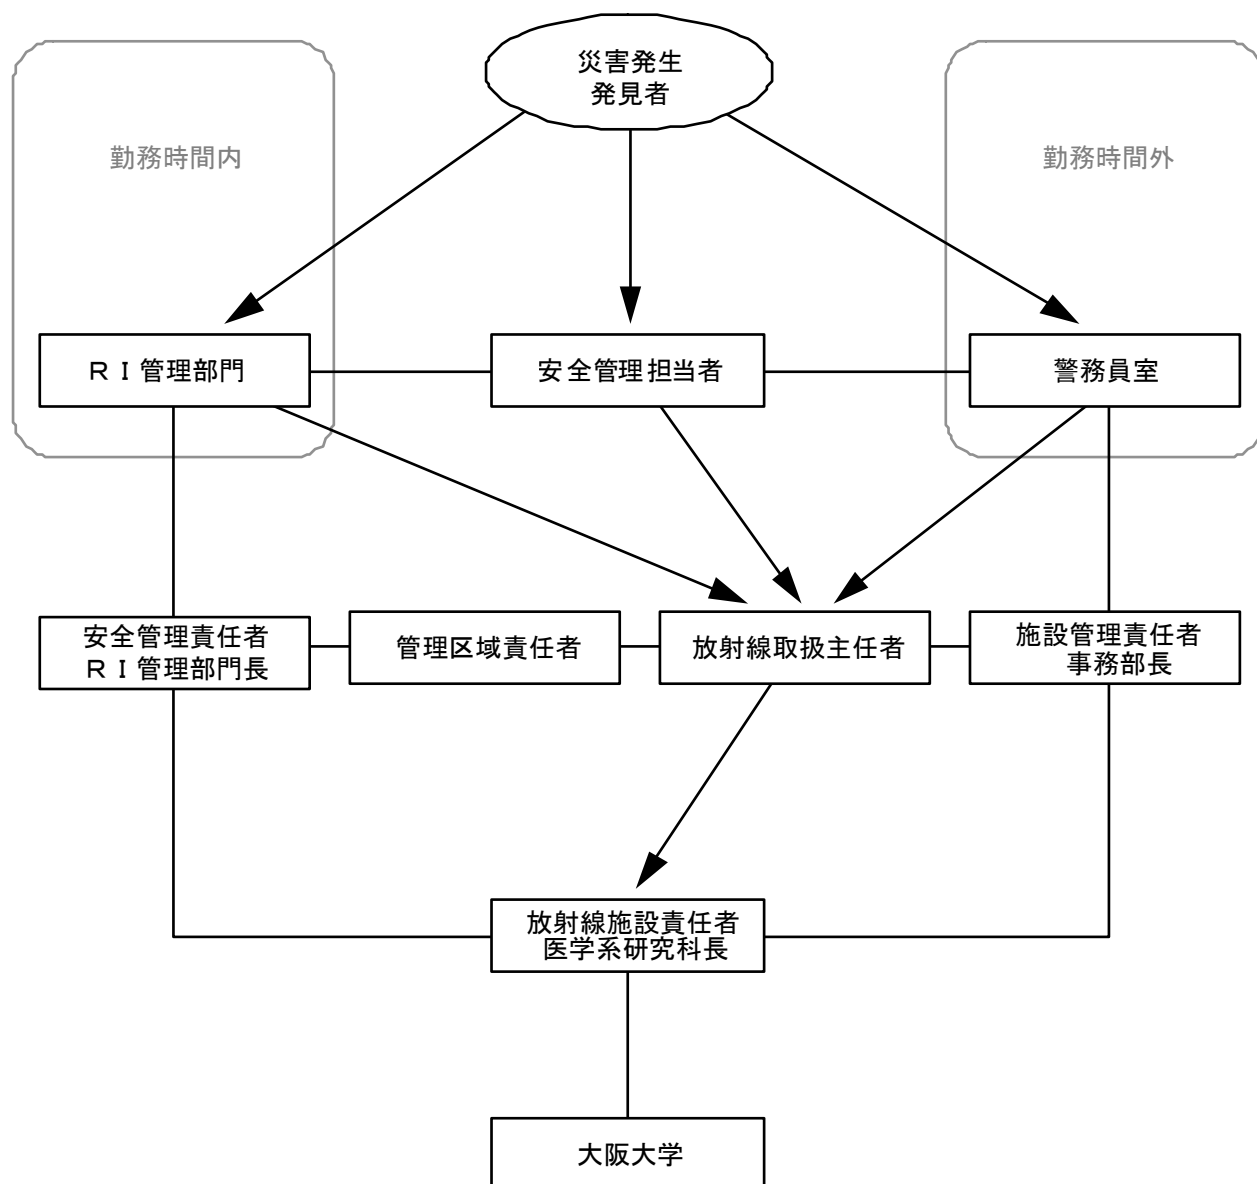 災害発生
発見者
勤務時間内
勤務時間外
ＲＩ管理部門
安全管理担当者
警務員室
安全管理責任者
ＲＩ管理部門長
管理区域責任者
放射線取扱主任者
施設管理責任者
事務部長
放射線施設責任者
医学系研究科長
大阪大学